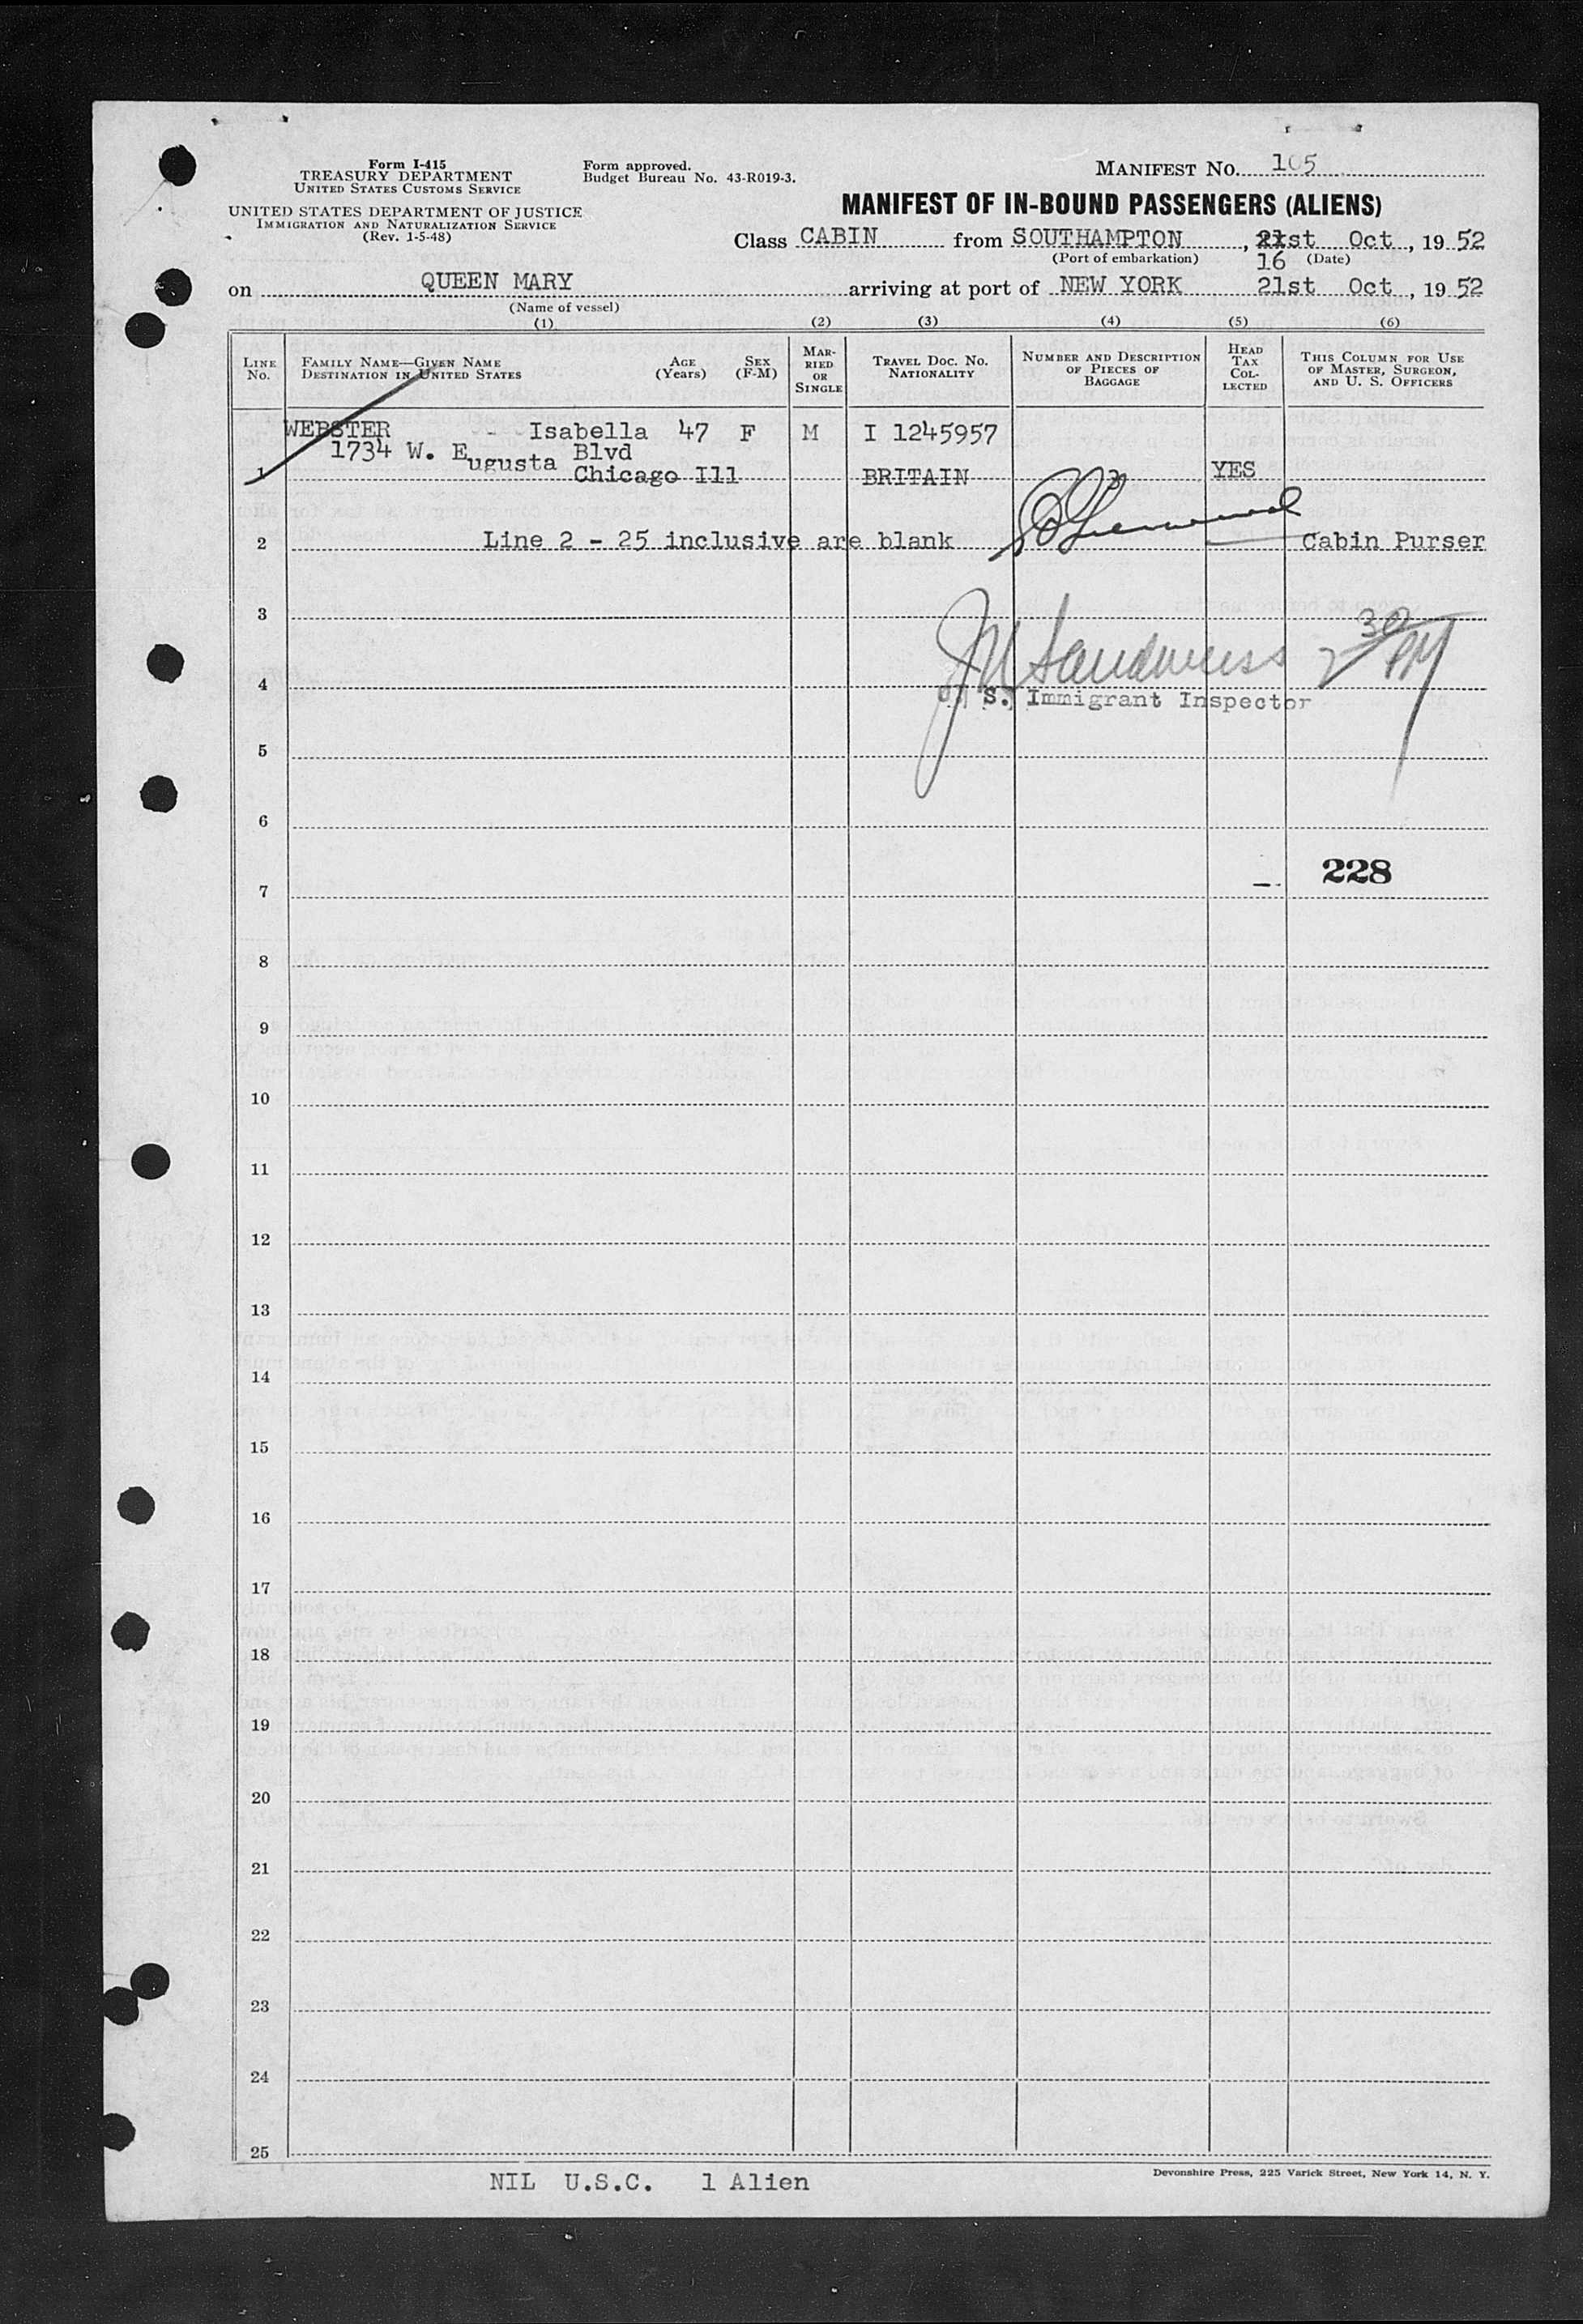 Form I-415
TREASURY DEPARTMENT
UNITED STATES CUSTOMS SERVICE
UNITED STATES DEPARTMENT OF JUSTICE
IMMIGRATION AND NATURALIZATION SERVICE
(Rev. 1-5-48)
Form approved.
Budget Bureau No. 43-R019-3.
MANIFEST NO. 105
MANIFEST OF IN-BOUND PASSENGERS (ALIENS)
Class CABIN from SOUTHAMPTON, 21st Oct, 19 52
(Port of embarkation) 16 (Date)
on QUEEN MARY arriving at port of NEW YORK 21st Oct, 19 52
(Name of vessel)
(1) (2) (3) (4) (5) (6)
LINE NO.
FAMILY NAME—GIVEN NAME
DESTINATION IN UNITED STATES
AGE (Years)
SEX (F-M)
MARRIED OR SINGLE
TRAVEL DOC. NO.
NATIONALITY
NUMBER AND DESCRIPTION OF PIECES OF BAGGAGE
HEAD TAX COLLECTED
THIS COLUMN FOR USE OF MASTER, SURGEON, AND U. S. OFFICERS
WEBSTER - - Isabella 47 F M I 1245957
1734 W. Eugusta Blvd
1 Chicago Ill BRITAIN 3 YES
2 Line 2 - 25 inclusive are blank Cabin Purser
3
2 30 PM
4
S. Immigrant Inspector
5
6
7 228
8
9
10
11
12
13
14
15
16
17
18
19
20
21
22
23
24
25
NIL U.S.C. 1 Alien
Devonshire Press, 225 Varick Street, New York 14, N. Y.